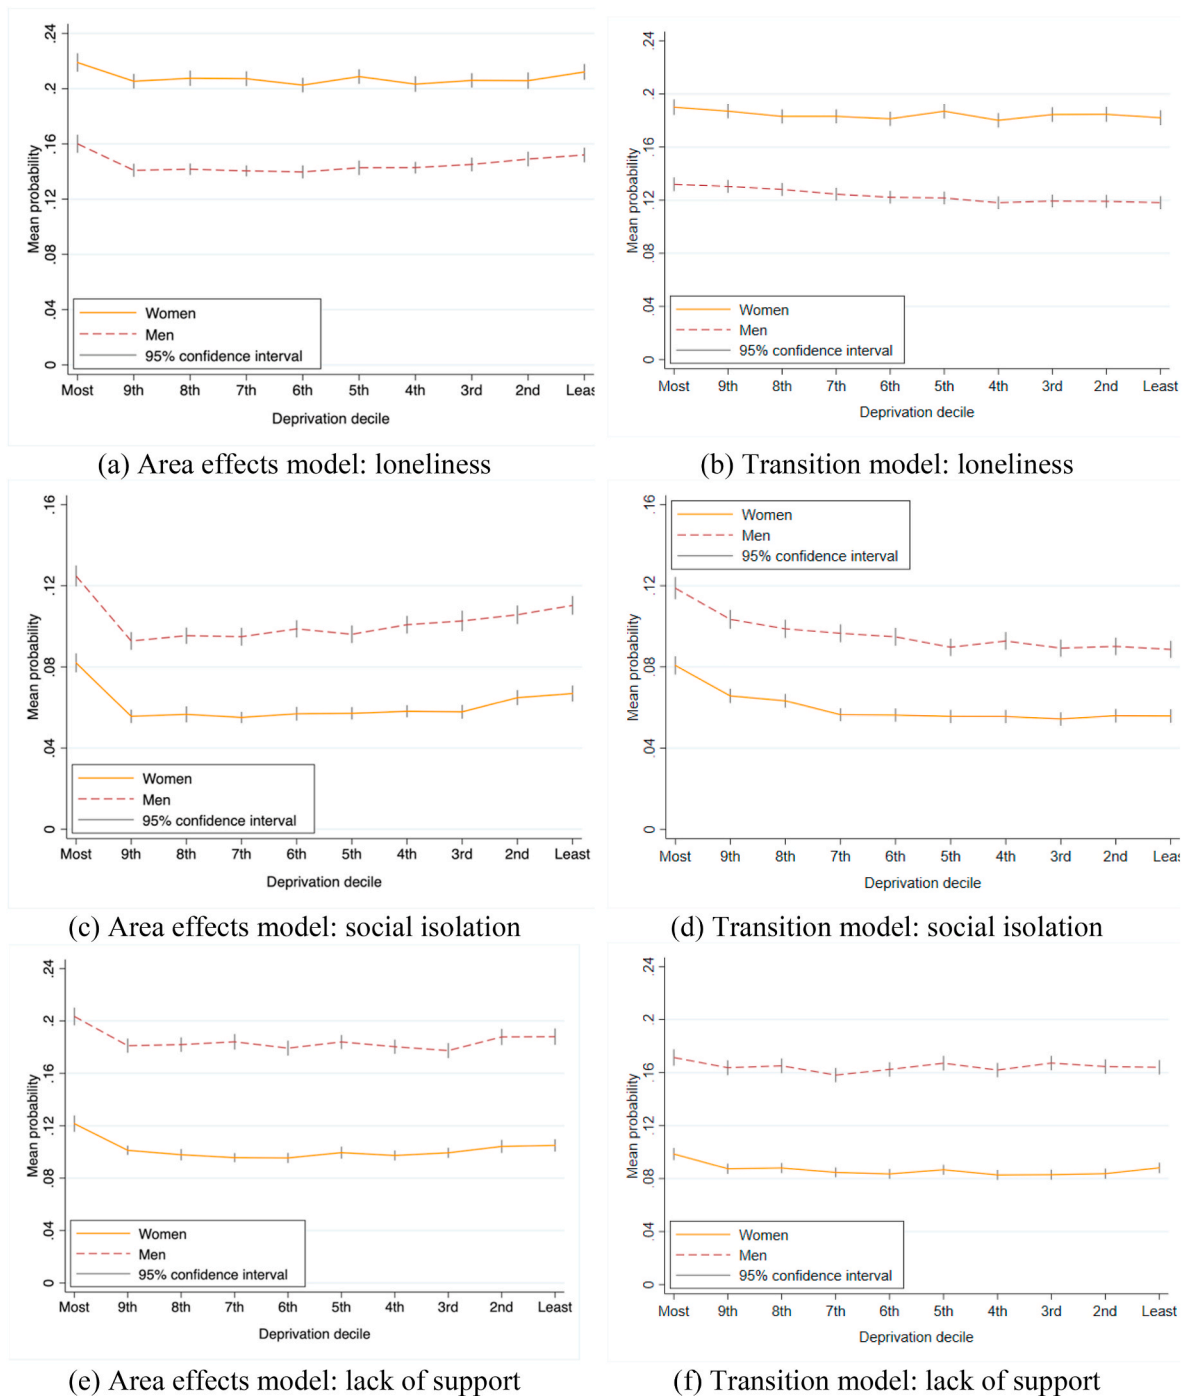 .24
.2
.16
.12
.08
.04
0
Mean probability
Women
Men
95% confidence interval
Most 9th 8th 7th 6th 5th 4th 3rd 2nd Leas
Deprivation decile
(a) Area effects model: loneliness
.24
.2
.16
.12
.08
.04
0
Mean probability
Women
Men
95% confidence interval
Most 9th 8th 7th 6th 5th 4th 3rd 2nd Least
Deprivation decile
(b) Transition model: loneliness
.16
.12
.08
.04
0
Mean probability
Women
Men
95% confidence interval
Most 9th 8th 7th 6th 5th 4th 3rd 2nd Least
Deprivation decile
(c) Area effects model: social isolation
.16
.12
.08
.04
0
Mean probability
Women
Men
95% confidence interval
Most 9th 8th 7th 6th 5th 4th 3rd 2nd Leas
Deprivation decile
(d) Transition model: social isolation
.24
.2
.16
.12
.08
.04
0
Mean probability
Women
Men
95% confidence interval
Most 9th 8th 7th 6th 5th 4th 3rd 2nd Least
Deprivation decile
(e) Area effects model: lack of support
.24
.2
.16
.12
.08
.04
0
Mean probability
Women
Men
95% confidence interval
Most 9th 8th 7th 6th 5th 4th 3rd 2nd Least
Deprivation decile
(f) Transition model: lack of support